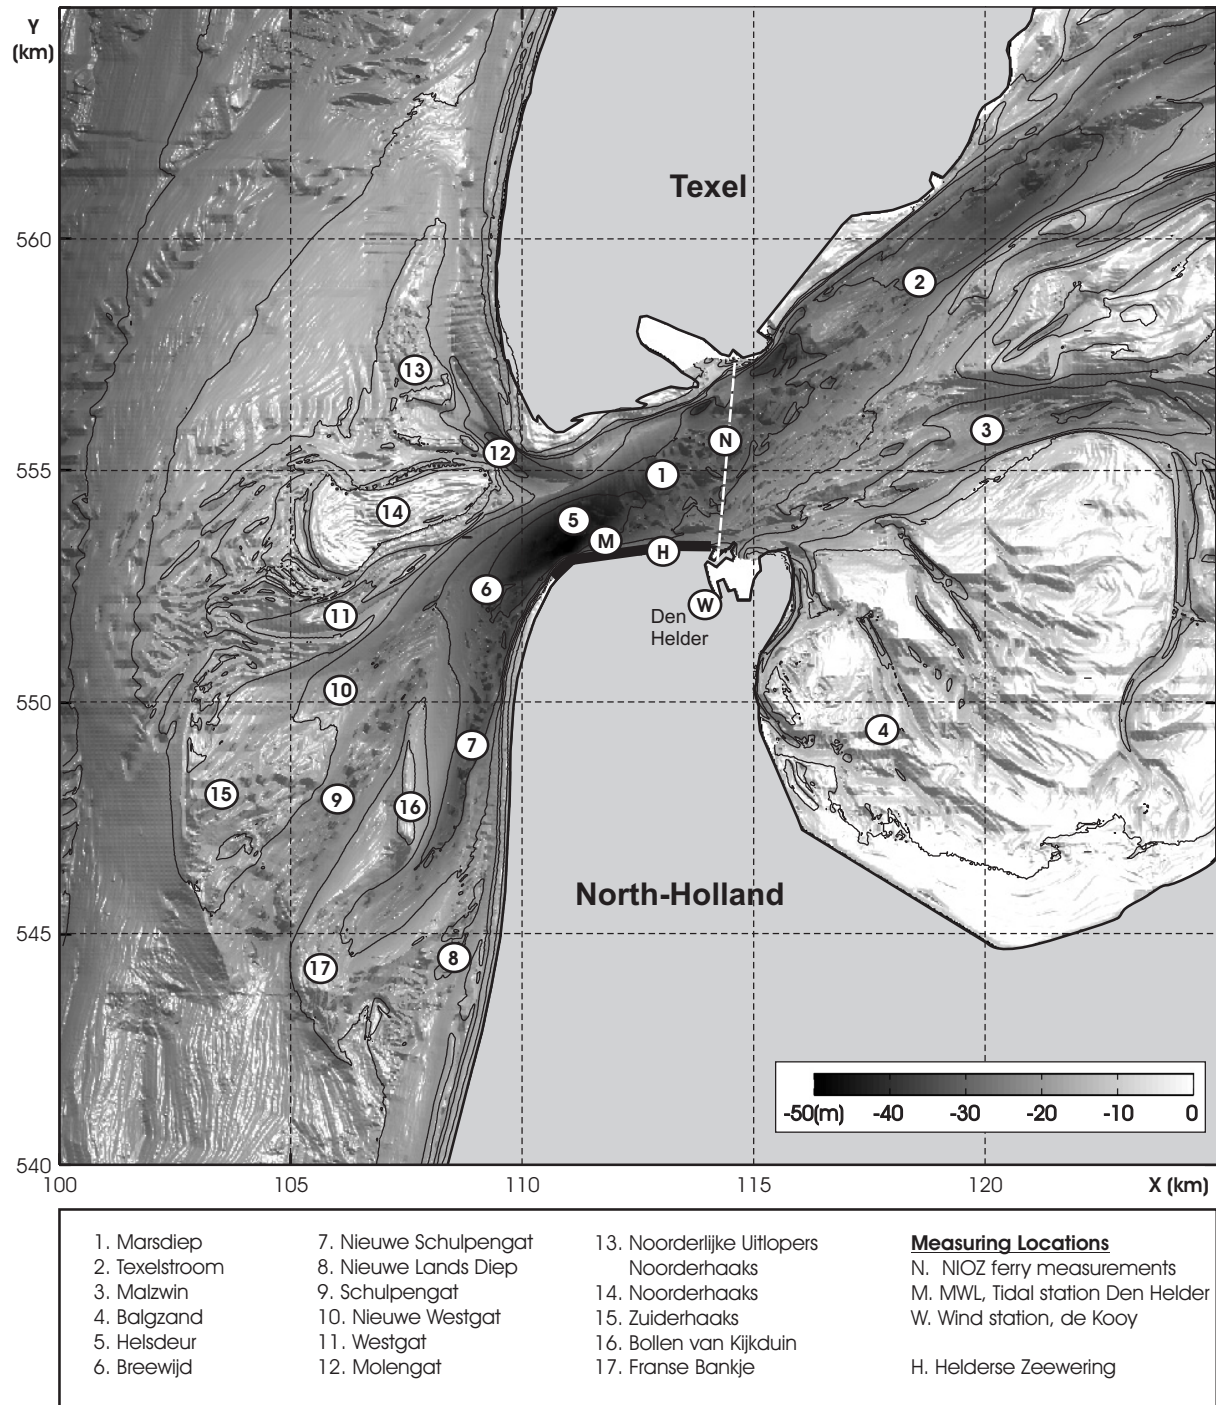 Y
(km)
Texel
560
2
13
3
N
12
555
1
14
5
M
H
6
W
11
Den
Helder
10
550
4
7
15
9
16
North-Holland
545
8
17
-50(m)
-40
-30
-20
-10
0
540
100
105
110
115
120
X (km)
1. Marsdiep
2. Texelstroom
3. Malzwin
4. Balgzand
5. Helsdeur
6. Breewijd
7. Nieuwe Schulpengat
8. Nieuwe Lands Diep
9. Schulpengat
10. Nieuwe Westgat
11. Westgat
12. Molengat
13. Noorderlijke Uitlopers
Noorderhaaks
14. Noorderhaaks
15. Zuiderhaaks
16. Bollen van Kijkduin
17. Franse Bankje
Measuring Locations
N. NIOZ ferry measurements
M. MWL, Tidal station Den Helder
W. Wind station, de Kooy
H. Helderse Zeewering